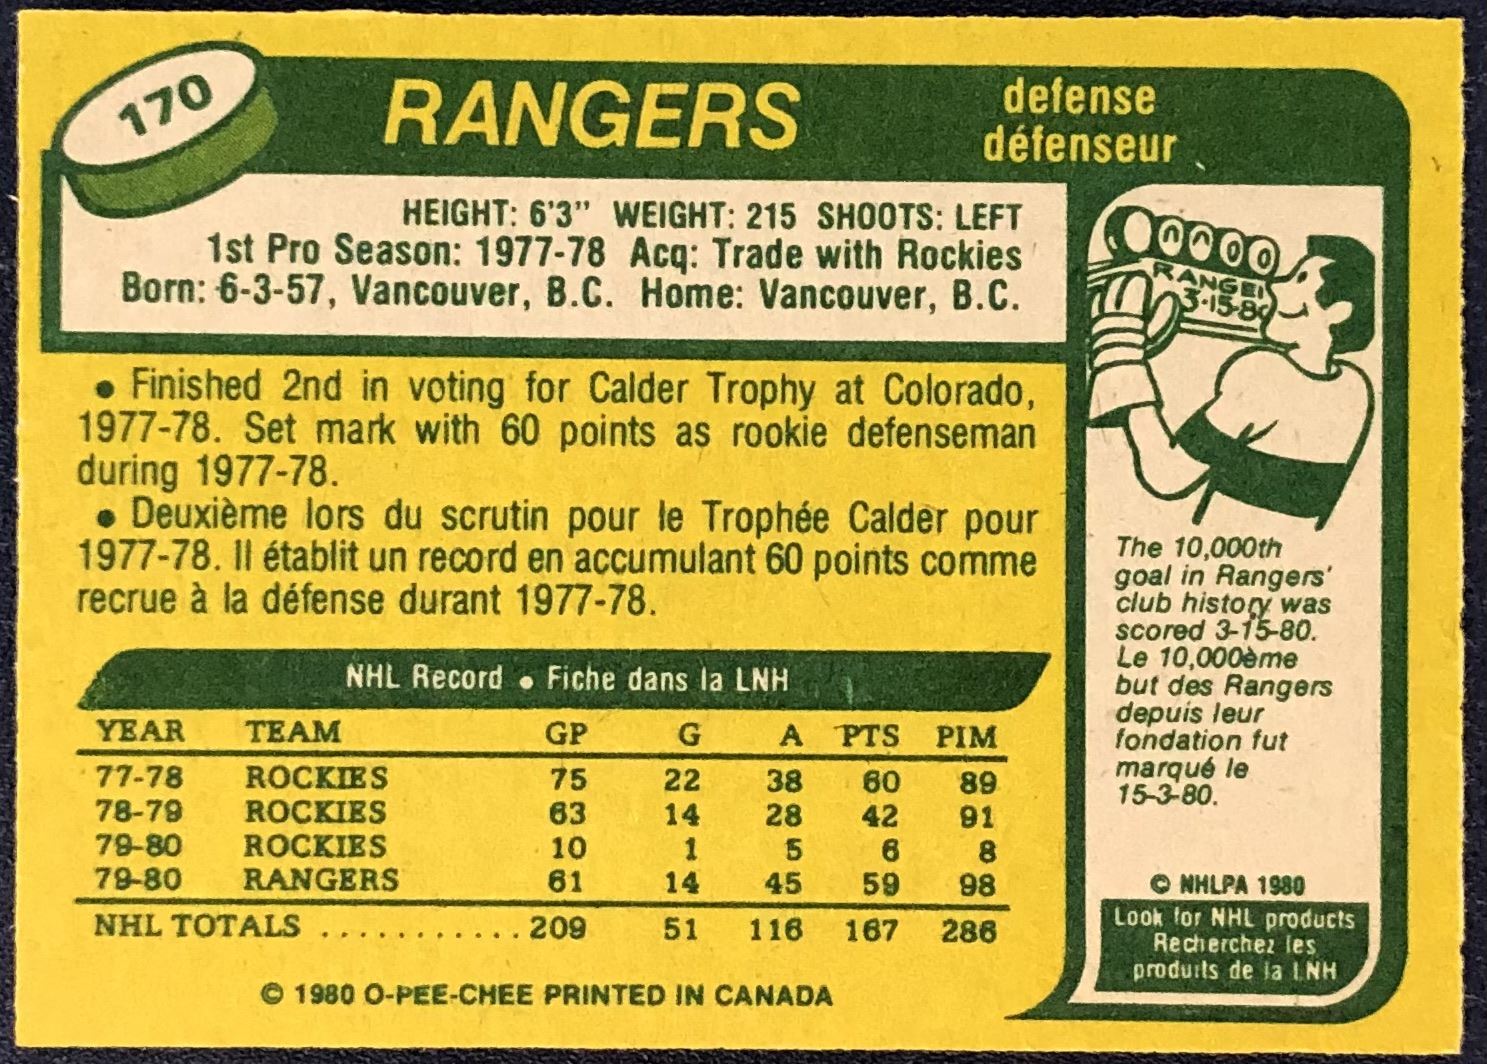 170
RANGERS
defense
défenseur
HEIGHT: 6'3" WEIGHT: 215 SHOOTS: LEFT
1st Pro Season: 1977-78 Acq: Trade with Rockies
Born: 6-3-57, Vancouver, B.C. Home: Vancouver, B.C.
• Finished 2nd in voting for Calder Trophy at Colorado,
1977-78. Set mark with 60 points as rookie defenseman
during 1977-78.
• Deuxième lors du scrutin pour le Trophée Calder pour
1977-78. Il établit un record en accumulant 60 points comme
recrue à la défense durant 1977-78.
NHL Record • Fiche dans la LNH
YEAR TEAM GP G A PTS PIM
77-78 ROCKIES 75 22 38 60 89
78-79 ROCKIES 63 14 28 42 91
79-80 ROCKIES 10 1 5 6 8
79-80 RANGERS 61 14 45 59 98
NHL TOTALS ........... 209 51 116 167 286
© 1980 O-PEE-CHEE PRINTED IN CANADA
10000
RANGE
3-15-80
The 10,000th
goal in Rangers'
club history was
scored 3-15-80.
Le 10,000ème
but des Rangers
depuis leur
fondation fut
marqué le
15-3-80.
© NHLPA 1980
Look for NHL products
Recherchez les
produits de la LNH